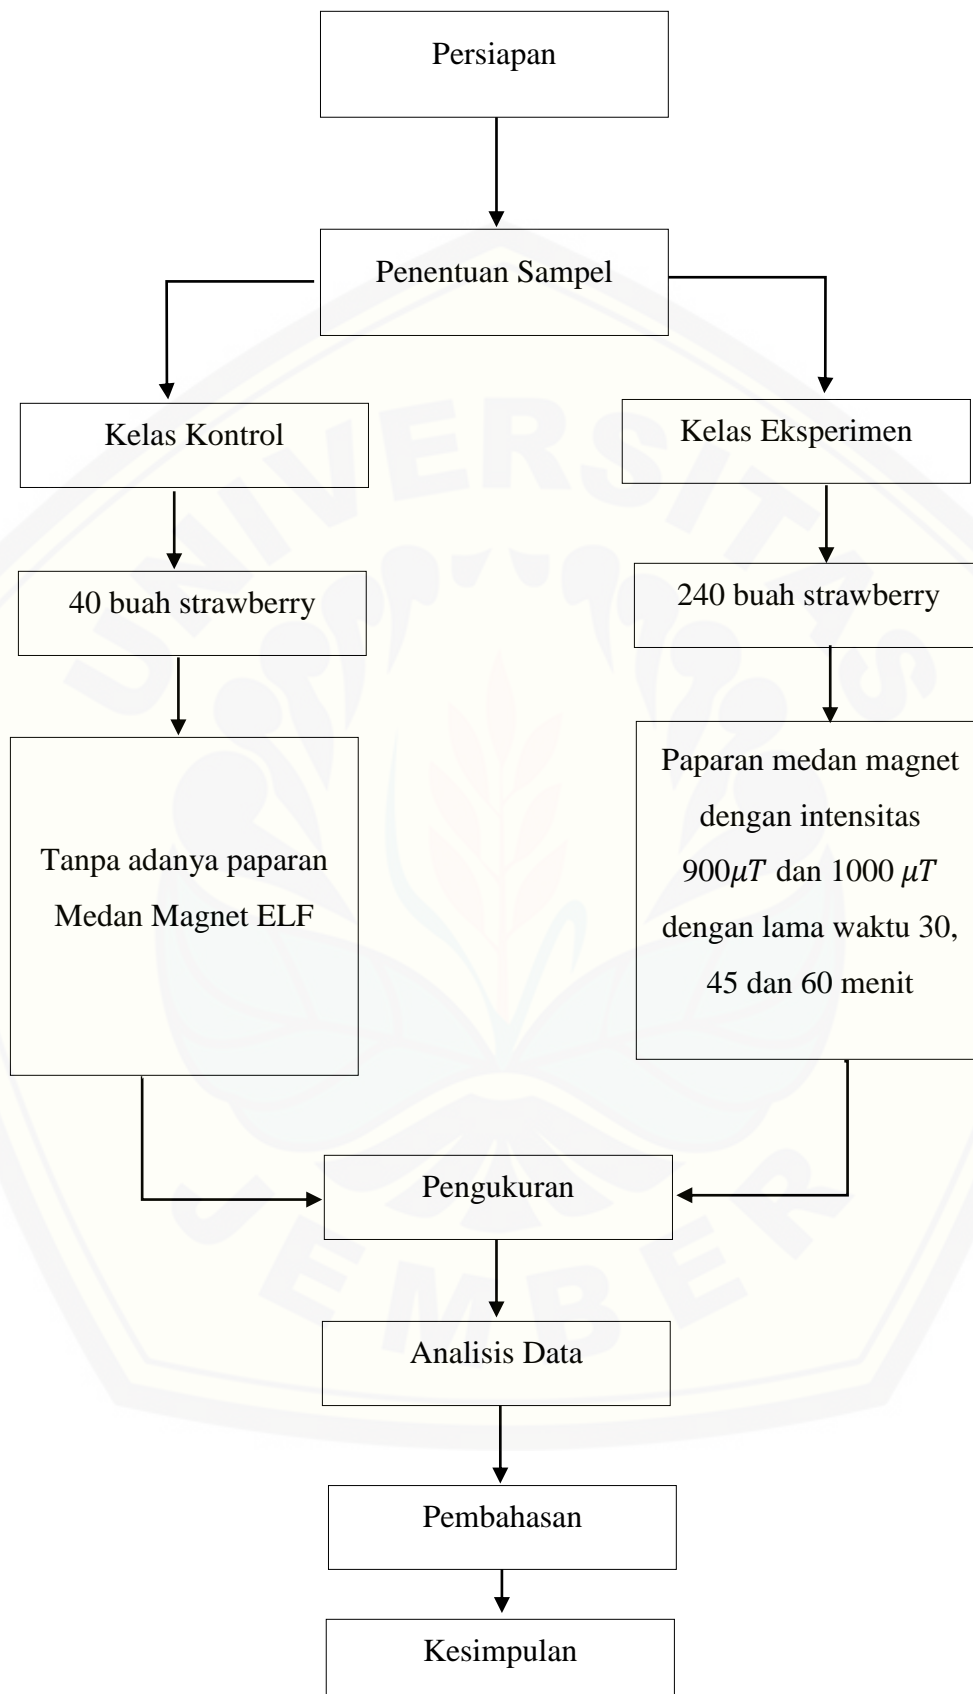 Persiapan
Penentuan Sampel
Kelas Kontrol
Kelas Eksperimen
40 buah strawberry
240 buah strawberry
Tanpa adanya paparan
Medan Magnet ELF
Paparan medan magnet
dengan intensitas
900μT dan 1000 μT
dengan lama waktu 30,
45 dan 60 menit
Pengukuran
Analisis Data
Pembahasan
Kesimpulan
UNIVERSITAS
JEMBER